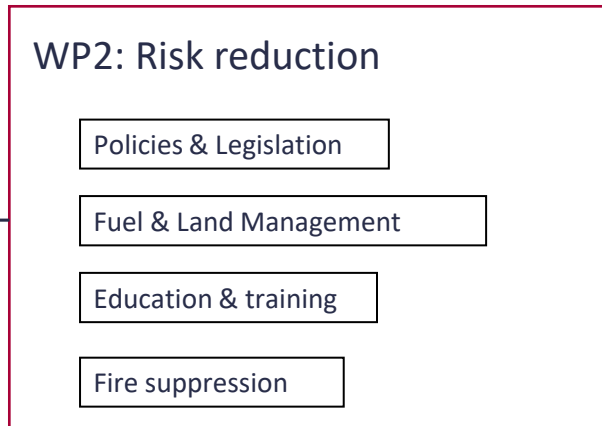 WP2: Risk reduction
Policies & Legislation
Fuel & Land Management
Education & training
Fire suppression